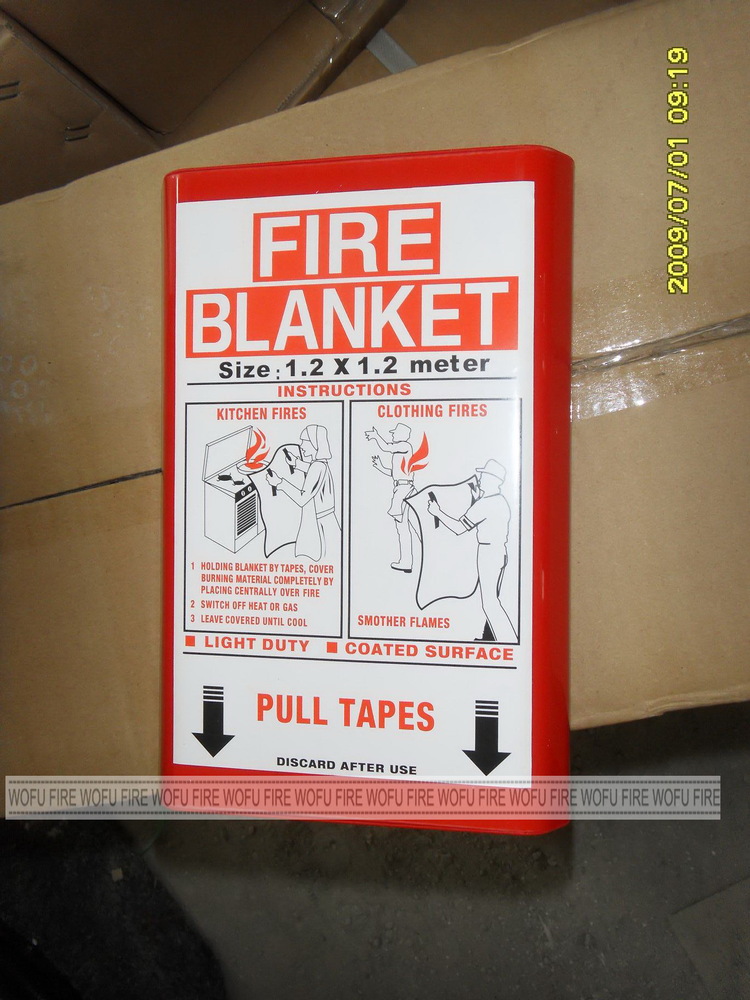 2009/07/01 09:19
FIRE
BLANKET
Size: 1.2 X 1.2 meter
INSTRUCTIONS
KITCHEN FIRES
1 HOLDING BLANKET BY TAPES, COVER
BURNING MATERIAL COMPLETELY BY
PLACING CENTRALLY OVER FIRE
2 SWITCH OFF HEAT OR GAS
3 LEAVE COVERED UNTIL COOL
CLOTHING FIRES
SMOTHER FLAMES
LIGHT DUTY COATED SURFACE
PULL TAPES
DISCARD AFTER USE
WOFU FIRE WOFU FIRE WOFU FIRE WOFU FIRE WOFU FIRE WOFU FIRE WOFU FIRE WOFU FIRE WOFU FIRE WOFU FIRE